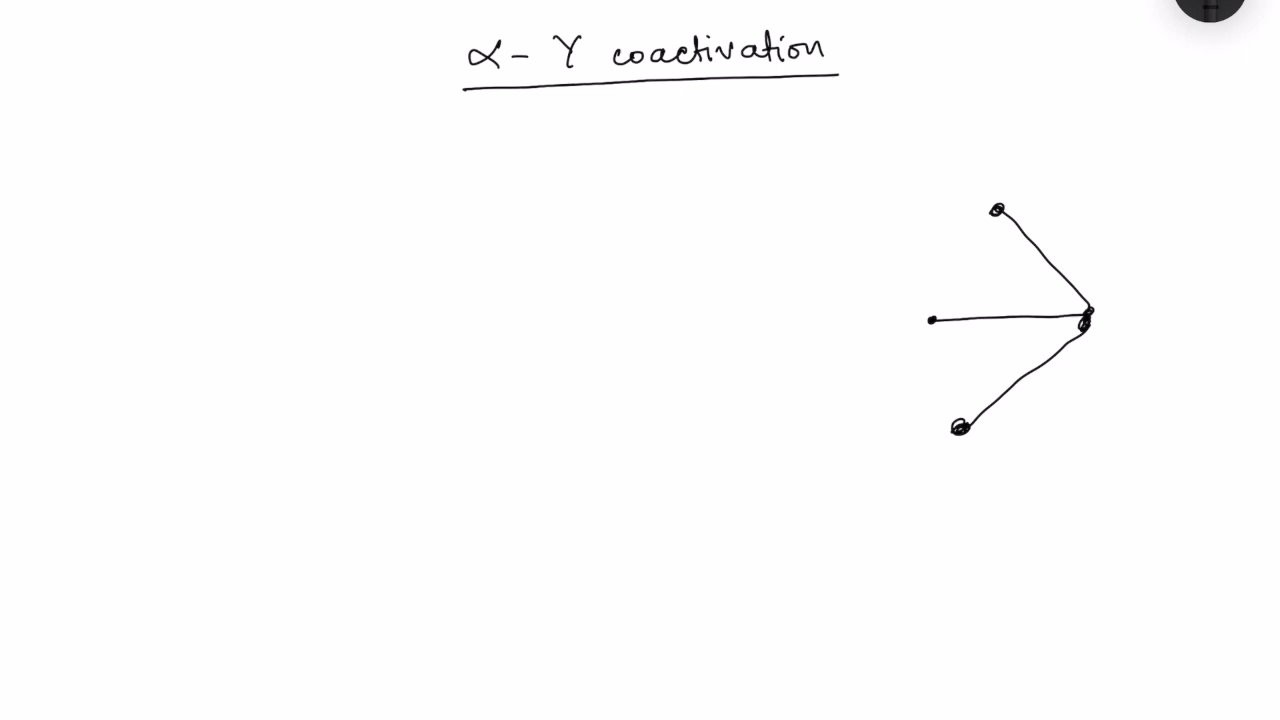 α - γ coactivation